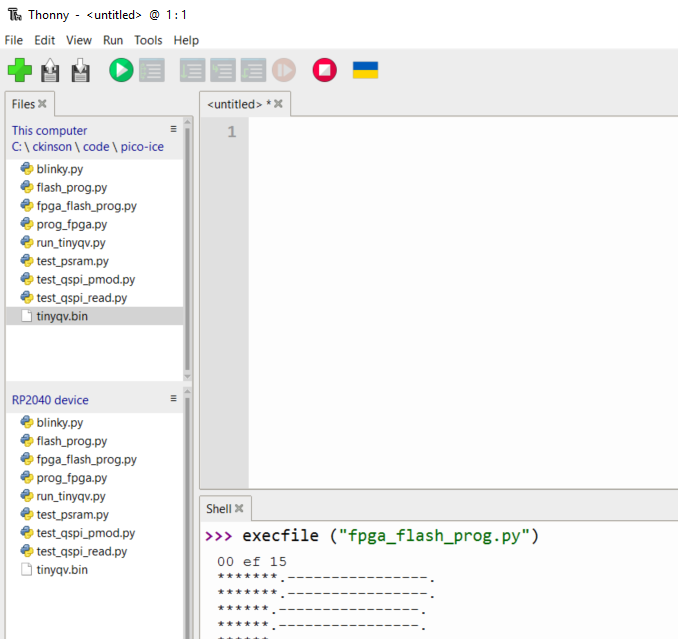 Thonny - <untitled> @ 1:1
File Edit View Run Tools Help
Files
This computer
C: \ ckinson \ code \ pico-ice
blinky.py
flash_prog.py
fpga_flash_prog.py
prog_fpga.py
run_tinyqv.py
test_psram.py
test_qspi_pmod.py
test_qspi_read.py
tinyqv.bin
RP2040 device
blinky.py
flash_prog.py
fpga_flash_prog.py
prog_fpga.py
run_tinyqv.py
test_psram.py
test_qspi_pmod.py
test_qspi_read.py
tinyqv.bin
<untitled> *
1
Shell
>>> execfile ("fpga_flash_prog.py")
00 ef 15
*******.----------------.
*******.----------------.
******.----------------.
******.----------------.